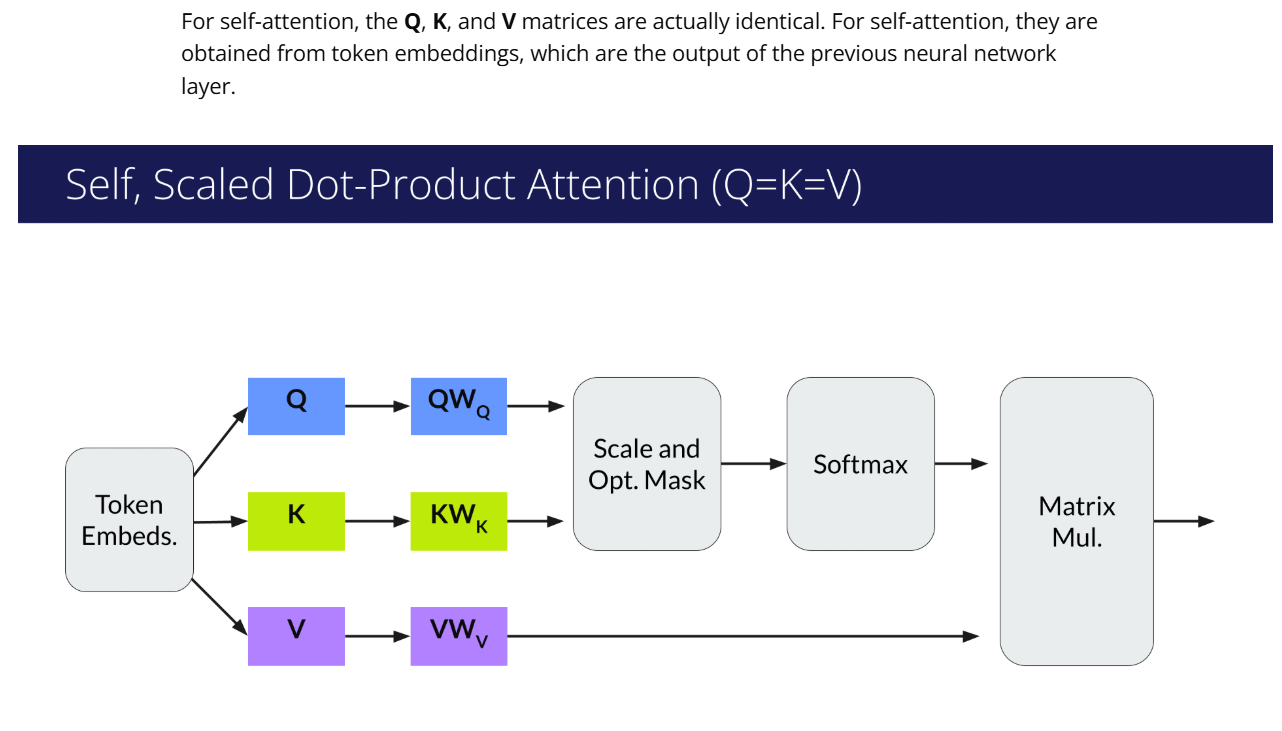 For self-attention, the Q, K, and V matrices are actually identical. For self-attention, they are
obtained from token embeddings, which are the output of the previous neural network
layer.
Self, Scaled Dot-Product Attention (Q=K=V)
Token
Embeds.
Q
QW_Q
K
KW_K
V
VW_V
Scale and
Opt. Mask
Softmax
Matrix
Mul.